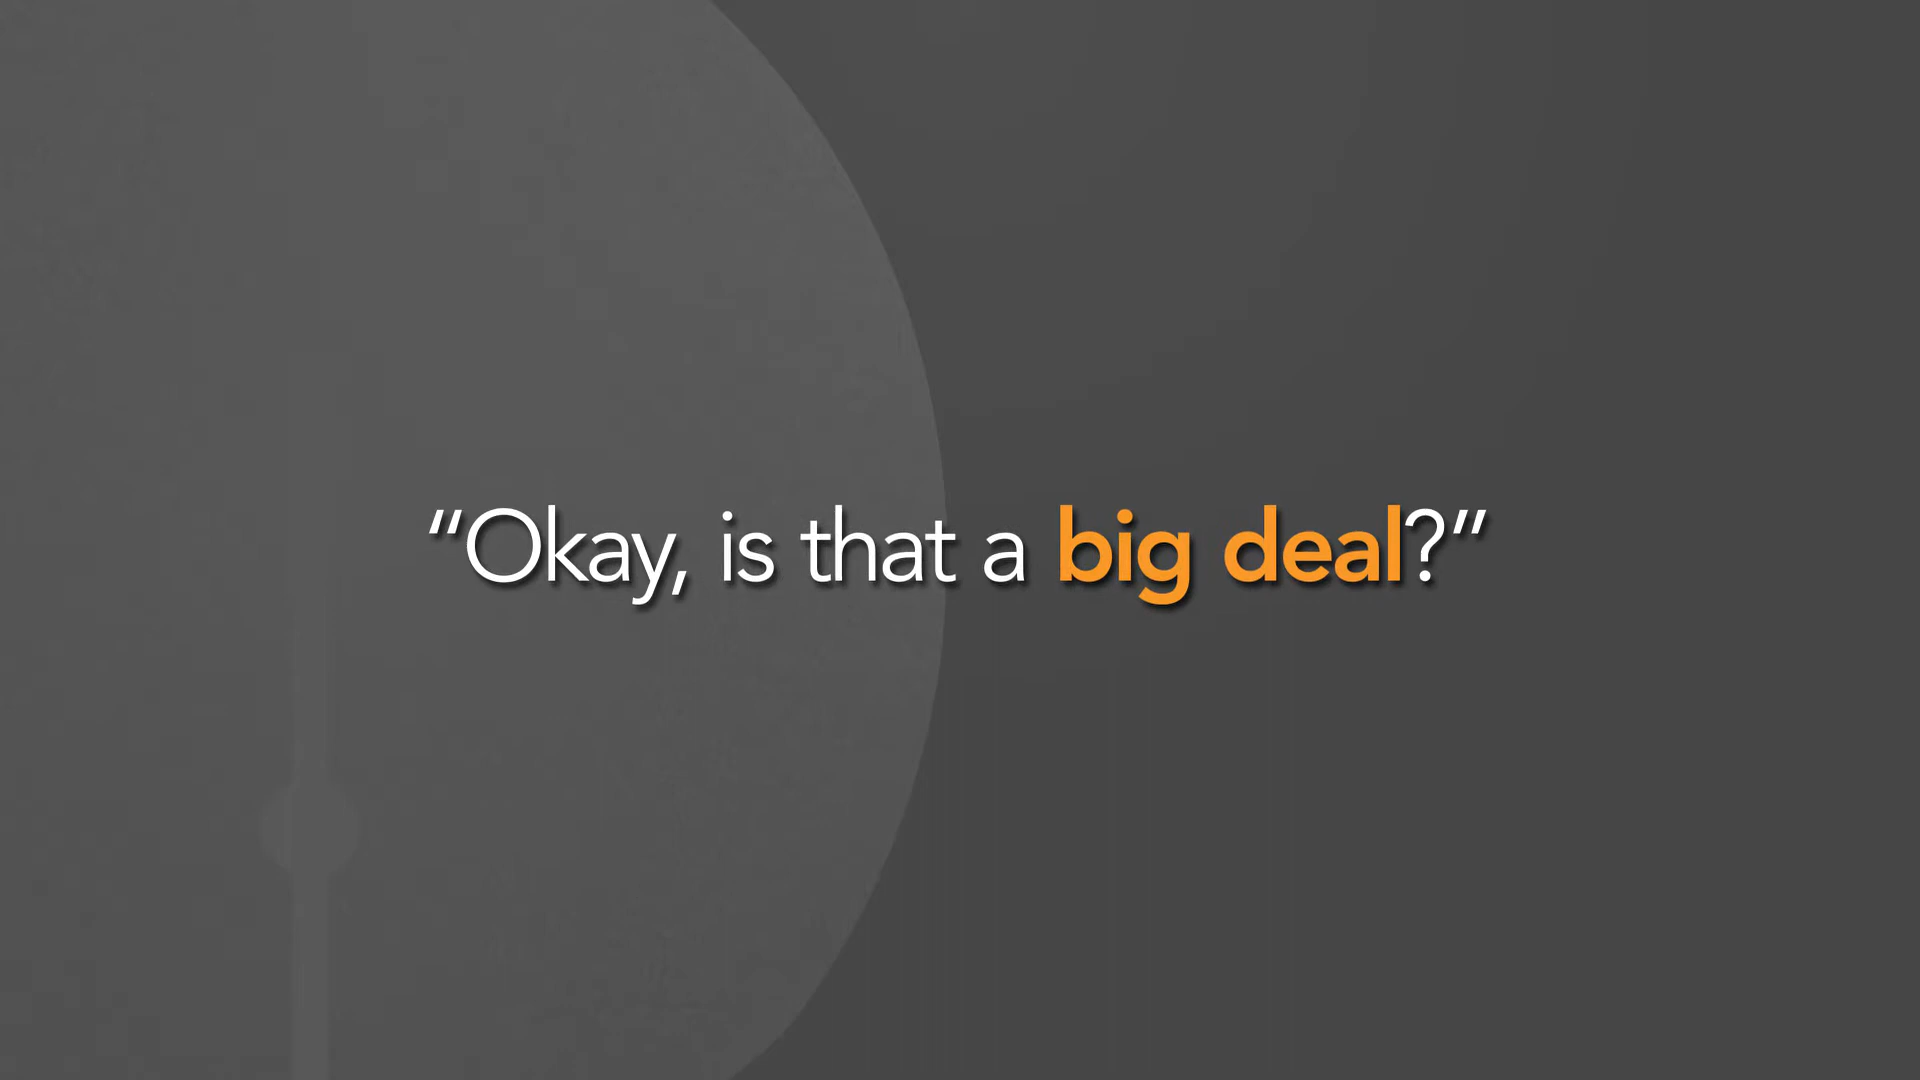 “Okay, is that a big deal?”